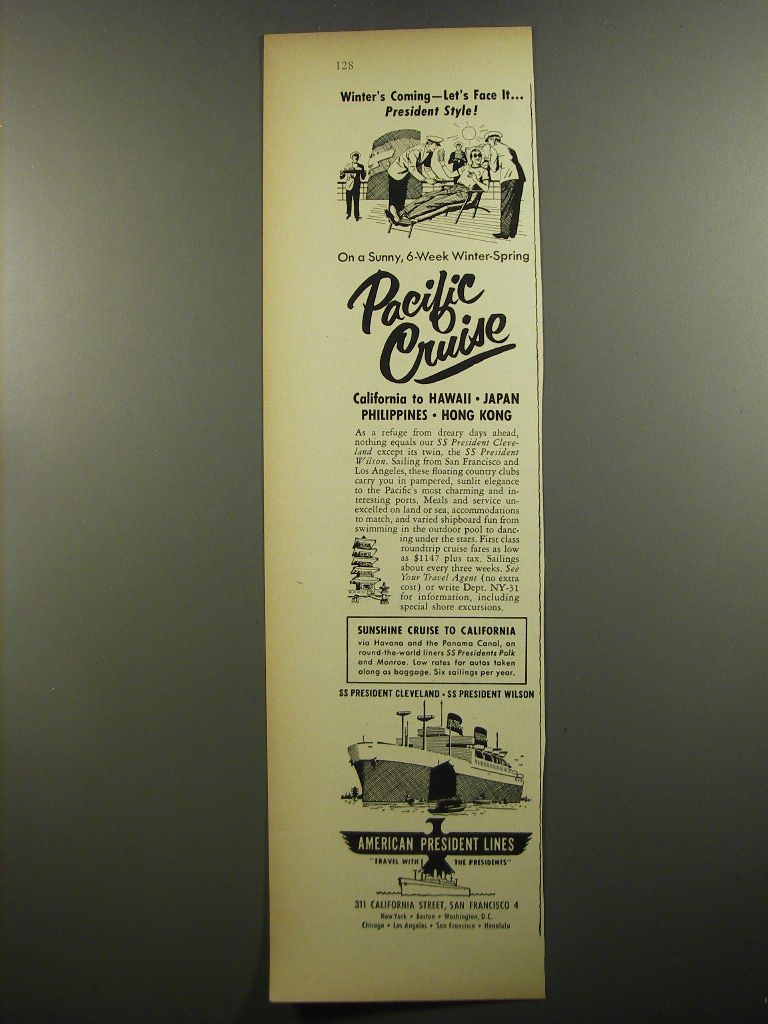 128
Winter's Coming—Let's Face It...
President Style!
On a Sunny, 6-Week Winter-Spring
Pacific
Cruise
California to HAWAII • JAPAN
PHILIPPINES • HONG KONG
As a refuge from dreary days ahead,
nothing equals our SS President Cleve-
land except its twin, the SS President
Wilson. Sailing from San Francisco and
Los Angeles, these floating country clubs
carry you in pampered, sunlit elegance
to the Pacific's most charming and in-
teresting ports. Meals and service un-
excelled on land or sea, accommodations
to match, and varied shipboard fun from
swimming in the outdoor pool to danc-
ing under the stars. First class
roundtrip cruise fares as low
as $1147 plus tax. Sailings
about every three weeks. See
Your Travel Agent (no extra
cost) or write Dept. NY-31
for information, including
special shore excursions.
SUNSHINE CRUISE TO CALIFORNIA
via Havana and the Panama Canal, on
round-the-world liners SS Presidents Polk
and Monroe. Low rates for autos taken
along as baggage. Six sailings per year.
SS PRESIDENT CLEVELAND • SS PRESIDENT WILSON
AMERICAN PRESIDENT LINES
"TRAVEL WITH THE PRESIDENTS"
311 CALIFORNIA STREET, SAN FRANCISCO 4
New York • Boston • Washington, D.C.
Chicago • Los Angeles • San Francisco • Honolulu